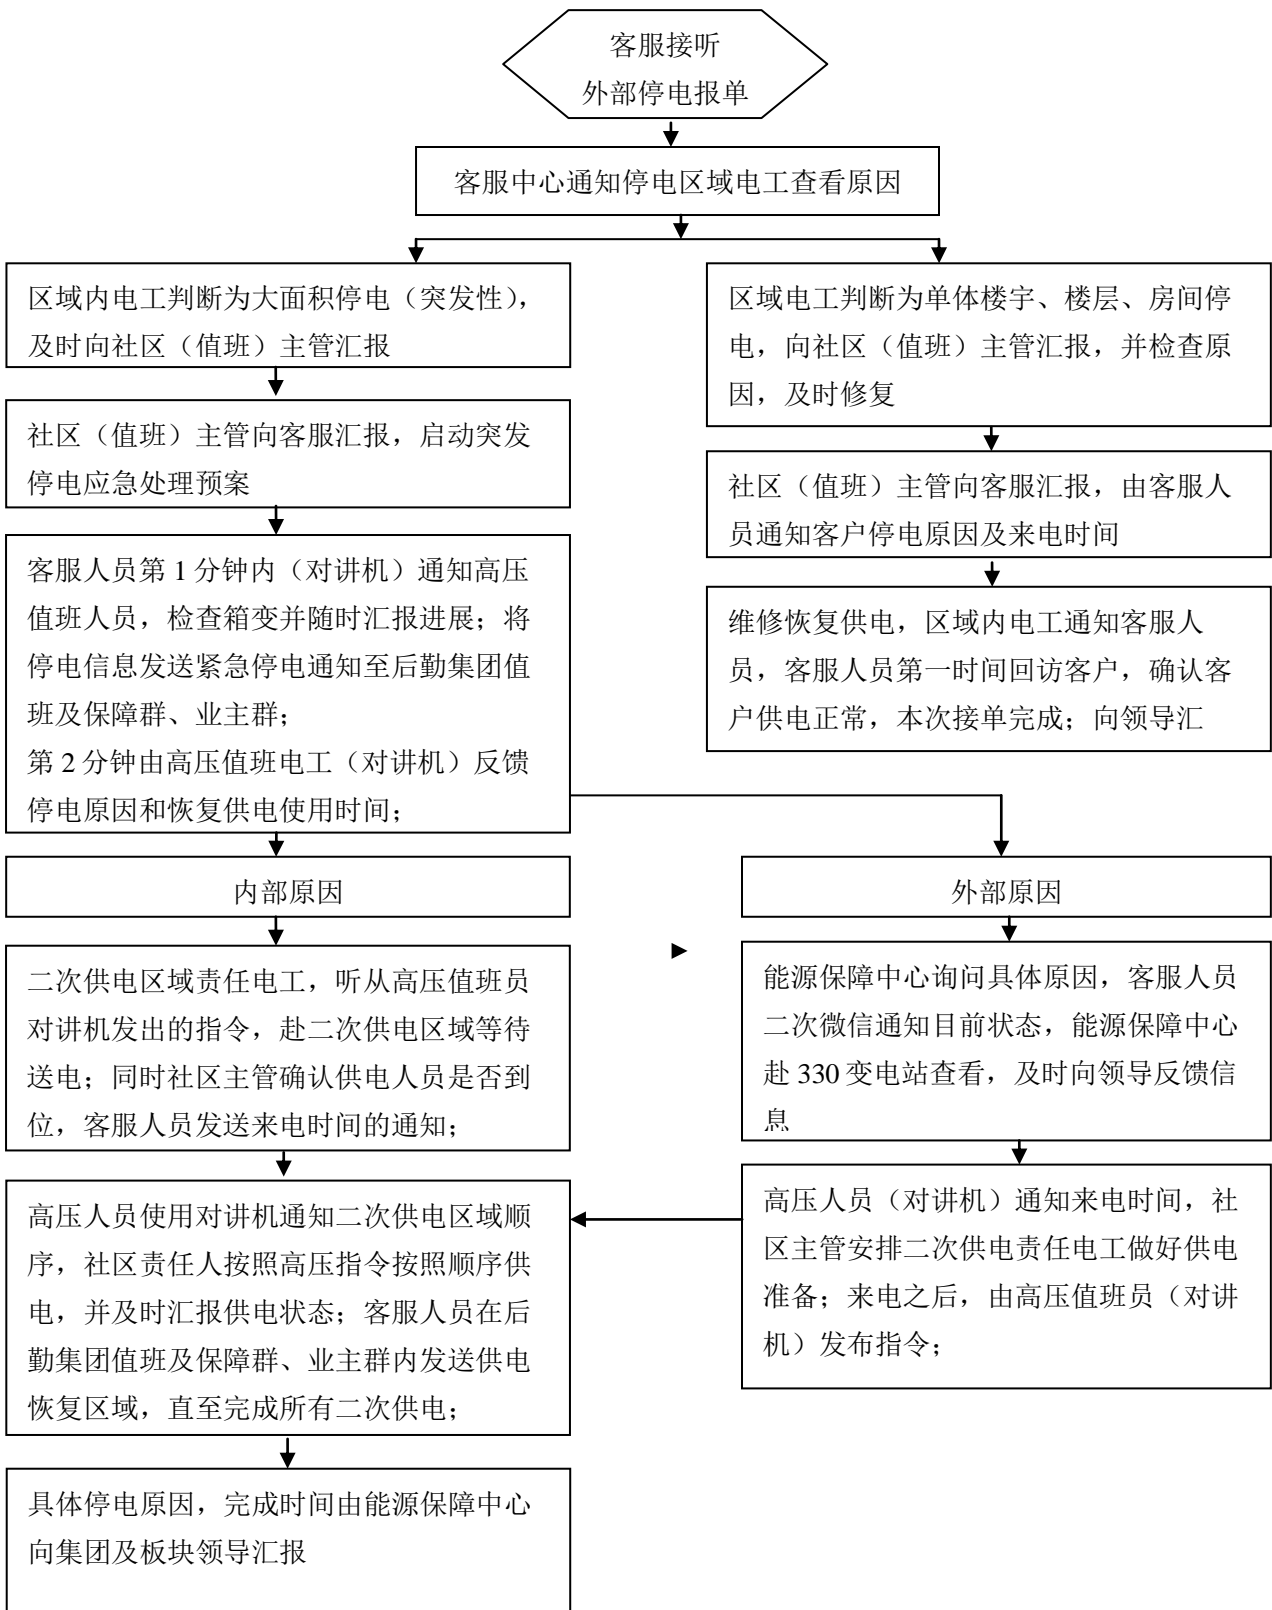 客服接听
外部停电报单
客服中心通知停电区域电工查看原因
区域内电工判断为大面积停电（突发性），
及时向社区（值班）主管汇报
区域电工判断为单体楼宇、楼层、房间停
电，向社区（值班）主管汇报，并检查原
因，及时修复
社区（值班）主管向客服汇报，启动突发
停电应急处理预案
社区（值班）主管向客服汇报，由客服人
员通知客户停电原因及来电时间
客服人员第 1 分钟内（对讲机）通知高压
值班人员，检查箱变并随时汇报进展；将
停电信息发送紧急停电通知至后勤集团值
班及保障群、业主群；
第 2 分钟由高压值班电工（对讲机）反馈
停电原因和恢复供电使用时间；
维修恢复供电，区域内电工通知客服人
员，客服人员第一时间回访客户，确认客
户供电正常，本次接单完成；向领导汇
内部原因
外部原因
二次供电区域责任电工，听从高压值班员
对讲机发出的指令，赴二次供电区域等待
送电；同时社区主管确认供电人员是否到
位，客服人员发送来电时间的通知；
能源保障中心询问具体原因，客服人员
二次微信通知目前状态，能源保障中心
赴 330 变电站查看，及时向领导反馈信
息
高压人员使用对讲机通知二次供电区域顺
序，社区责任人按照高压指令按照顺序供
电，并及时汇报供电状态；客服人员在后
勤集团值班及保障群、业主群内发送供电
恢复区域，直至完成所有二次供电；
高压人员（对讲机）通知来电时间，社
区主管安排二次供电责任电工做好供电
准备；来电之后，由高压值班员（对讲
机）发布指令；
具体停电原因，完成时间由能源保障中心
向集团及板块领导汇报